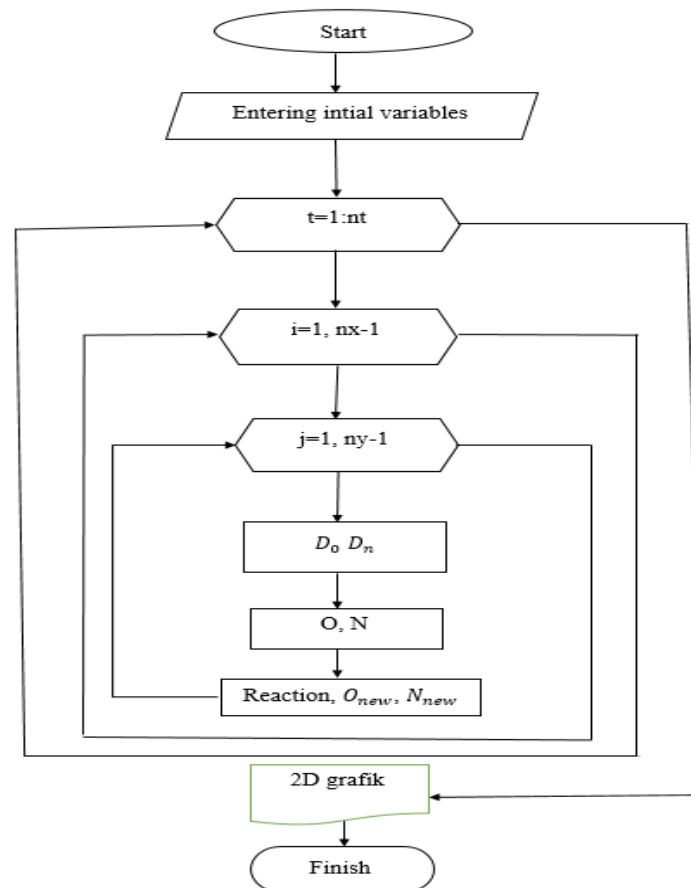 Start
Entering intial variables
t=1:nt
i=1, nx-1
j=1, ny-1
D₀ Dₙ
O, N
Reaction, O_new, N_new
2D grafik
Finish